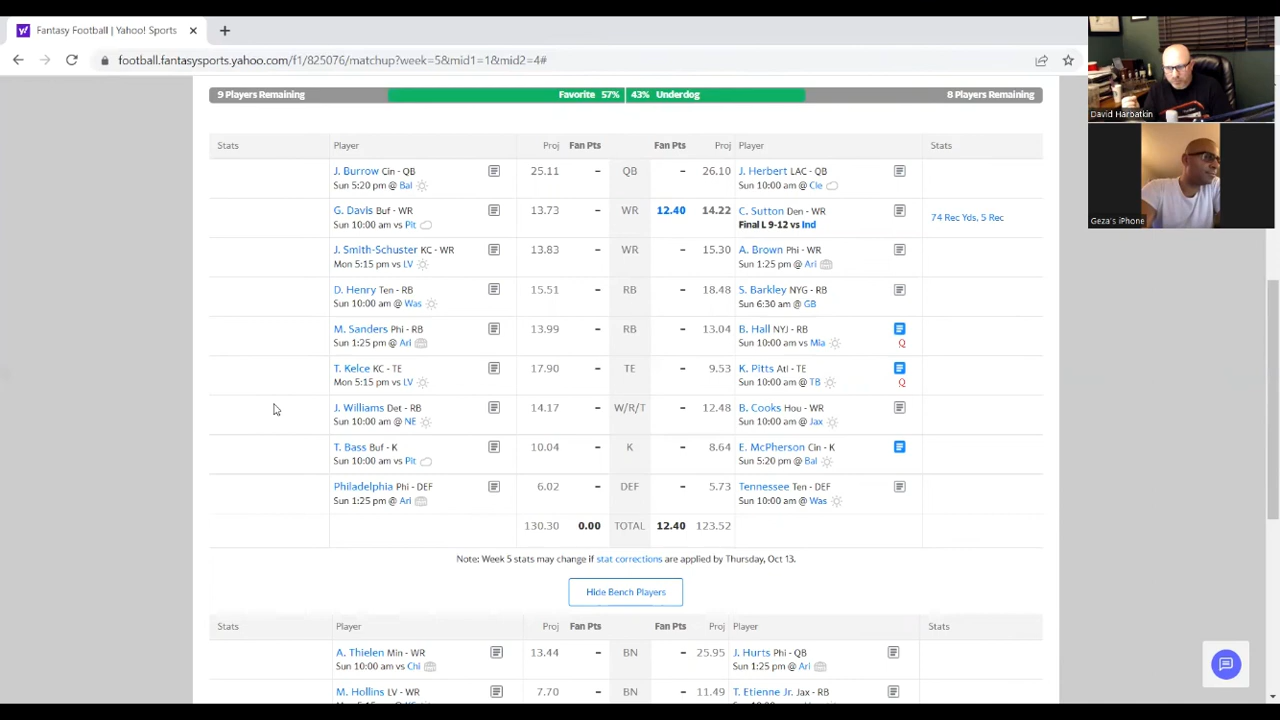 Fantasy Football | Yahoo! Sports
football.fantasysports.yahoo.com/f1/825076/matchup?week=5&mid1=1&mid2=4#
David Harbatkin
Geza's iPhone
9 Players Remaining Favorite 57% 43% Underdog 8 Players Remaining
Stats Player Proj Fan Pts Fan Pts Proj Player Stats
J. Burrow Cin - QB 25.11 – QB – 26.10 J. Herbert LAC - QB
Sun 5:20 pm @ Bal Sun 10:00 am @ Cle
G. Davis Buf - WR 13.73 – WR 12.40 14.22 C. Sutton Den - WR 74 Rec Yds, 5 Rec
Sun 10:00 am vs Pit Final L 9-12 vs Ind
J. Smith-Schuster KC - WR 13.83 – WR – 15.30 A. Brown Phi - WR
Mon 5:15 pm vs LV Sun 1:25 pm @ Ari
D. Henry Ten - RB 15.51 – RB – 18.48 S. Barkley NYG - RB
Sun 10:00 am @ Was Sun 6:30 am @ GB
M. Sanders Phi - RB 13.99 – RB – 13.04 B. Hall NYJ - RB
Sun 1:25 pm @ Ari Sun 10:00 am vs Mia Q
T. Kelce KC - TE 17.90 – TE – 9.53 K. Pitts Atl - TE
Mon 5:15 pm vs LV Sun 10:00 am @ TB Q
J. Williams Det - RB 14.17 – W/R/T – 12.48 B. Cooks Hou - WR
Sun 10:00 am @ NE Sun 10:00 am @ Jax
T. Bass Buf - K 10.04 – K – 8.64 E. McPherson Cin - K
Sun 10:00 am vs Pit Sun 5:20 pm @ Bal
Philadelphia Phi - DEF 6.02 – DEF – 5.73 Tennessee Ten - DEF
Sun 1:25 pm @ Ari Sun 10:00 am @ Was
130.30 0.00 TOTAL 12.40 123.52
Note: Week 5 stats may change if stat corrections are applied by Thursday, Oct 13.
Hide Bench Players
Stats Player Proj Fan Pts Fan Pts Proj Player Stats
A. Thielen Min - WR 13.44 – BN – 25.95 J. Hurts Phi - QB
Sun 10:00 am vs Chi Sun 1:25 pm @ Ari
M. Hollins LV - WR 7.70 – BN – 11.49 T. Etienne Jr. Jax - RB